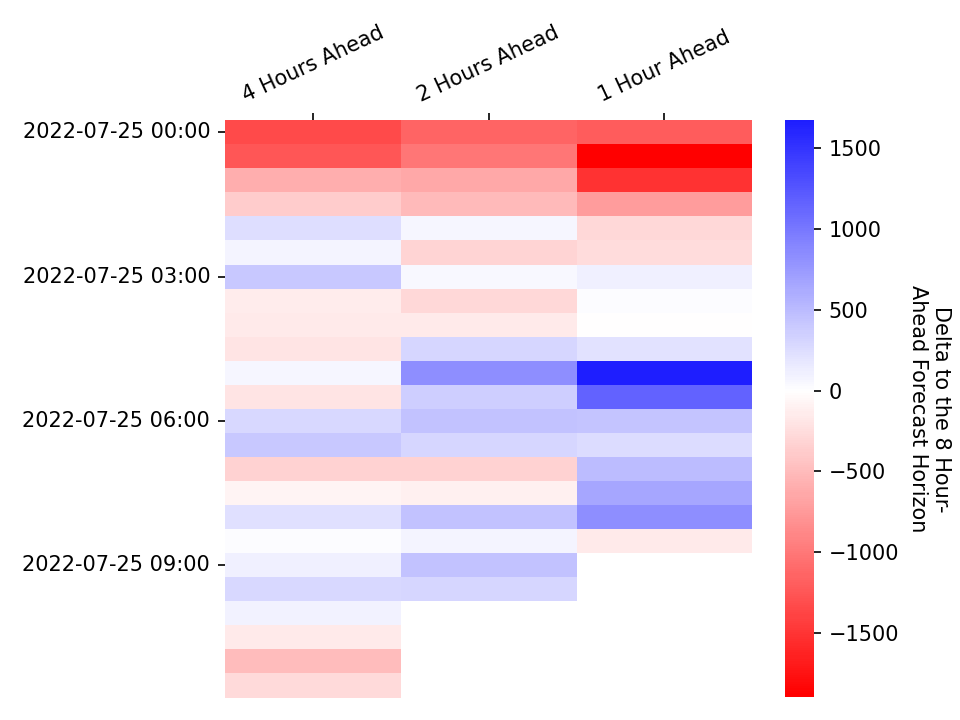 4 Hours Ahead
2 Hours Ahead
1 Hour Ahead
2022-07-25 00:00
2022-07-25 03:00
2022-07-25 06:00
2022-07-25 09:00
1500
1000
500
0
−500
−1000
−1500
Delta to the 8 Hour-
Ahead Forecast Horizon